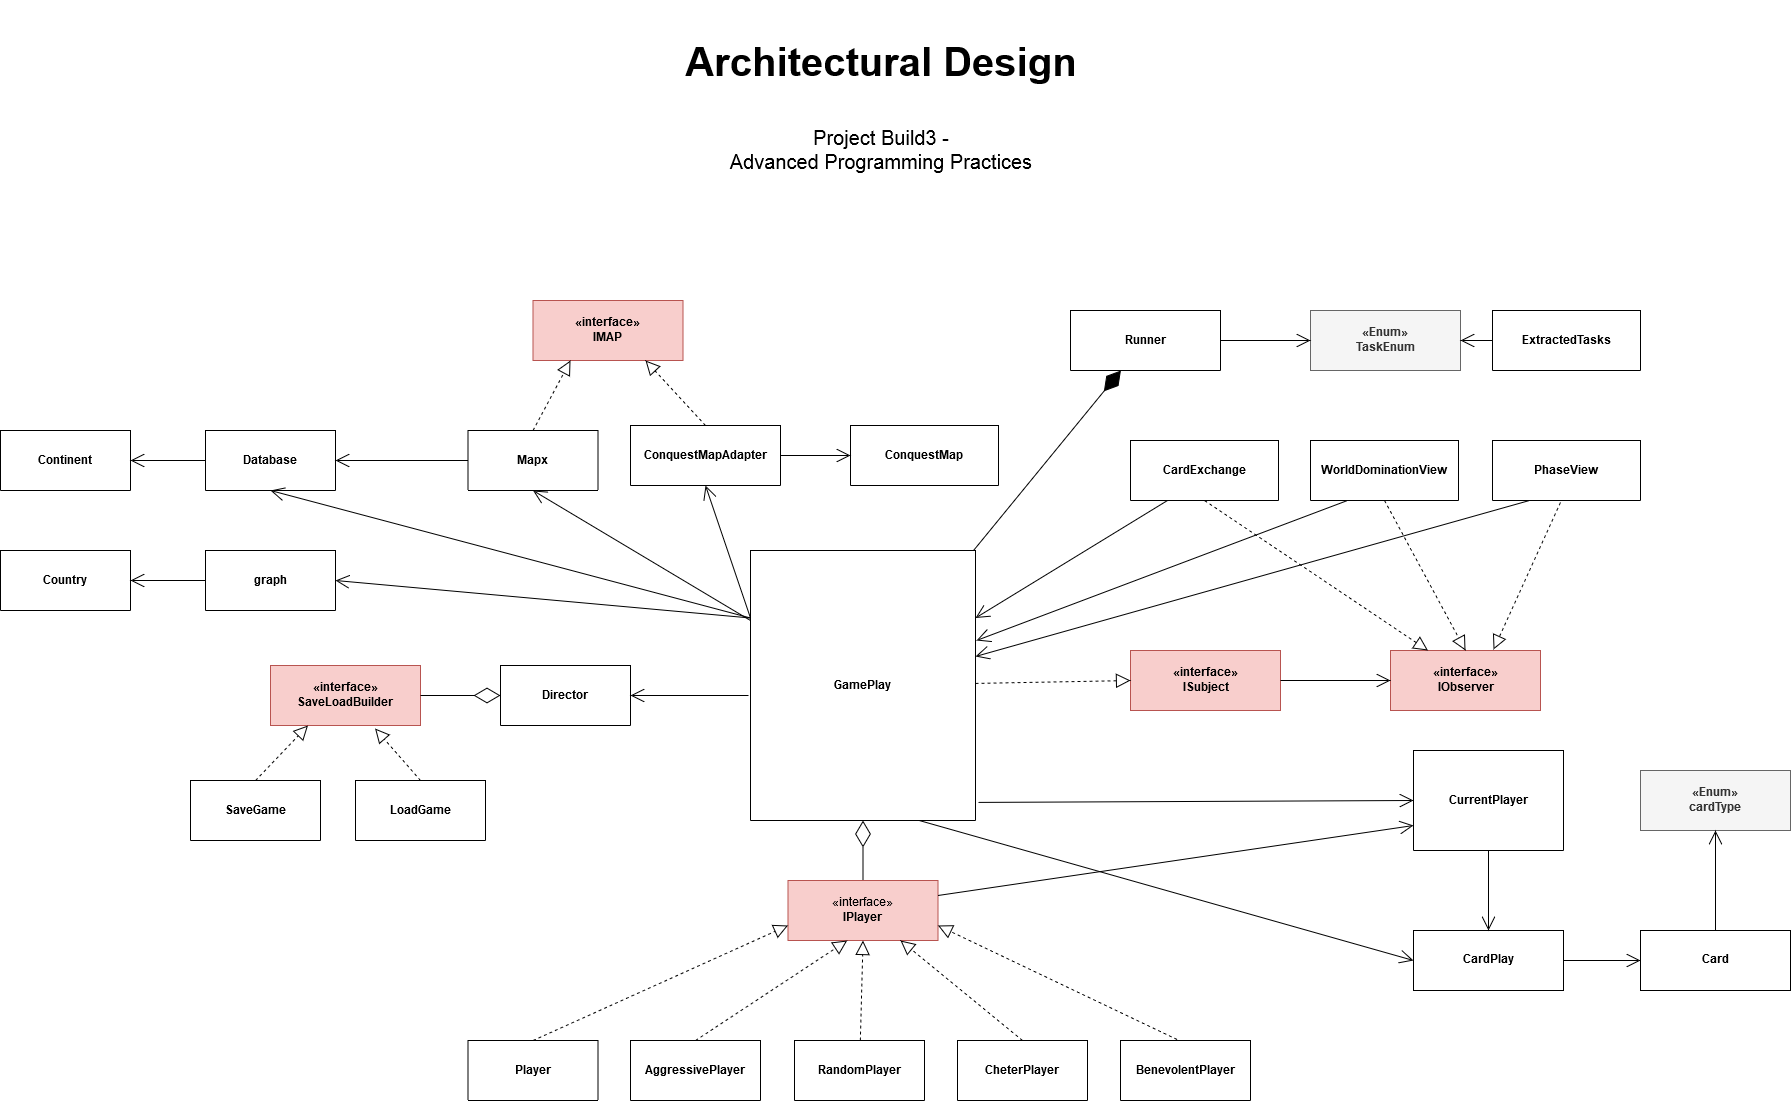 Architectural Design
Project Build3 -
Advanced Programming Practices
«interface»
IMAP
Runner
«Enum»
TaskEnum
ExtractedTasks
Continent
Database
Mapx
ConquestMapAdapter
ConquestMap
CardExchange
WorldDominationView
PhaseView
Country
graph
GamePlay
«interface»
SaveLoadBuilder
Director
«interface»
ISubject
«interface»
IObserver
SaveGame
LoadGame
CurrentPlayer
«Enum»
cardType
«interface»
IPlayer
CardPlay
Card
Player
AggressivePlayer
RandomPlayer
CheterPlayer
BenevolentPlayer